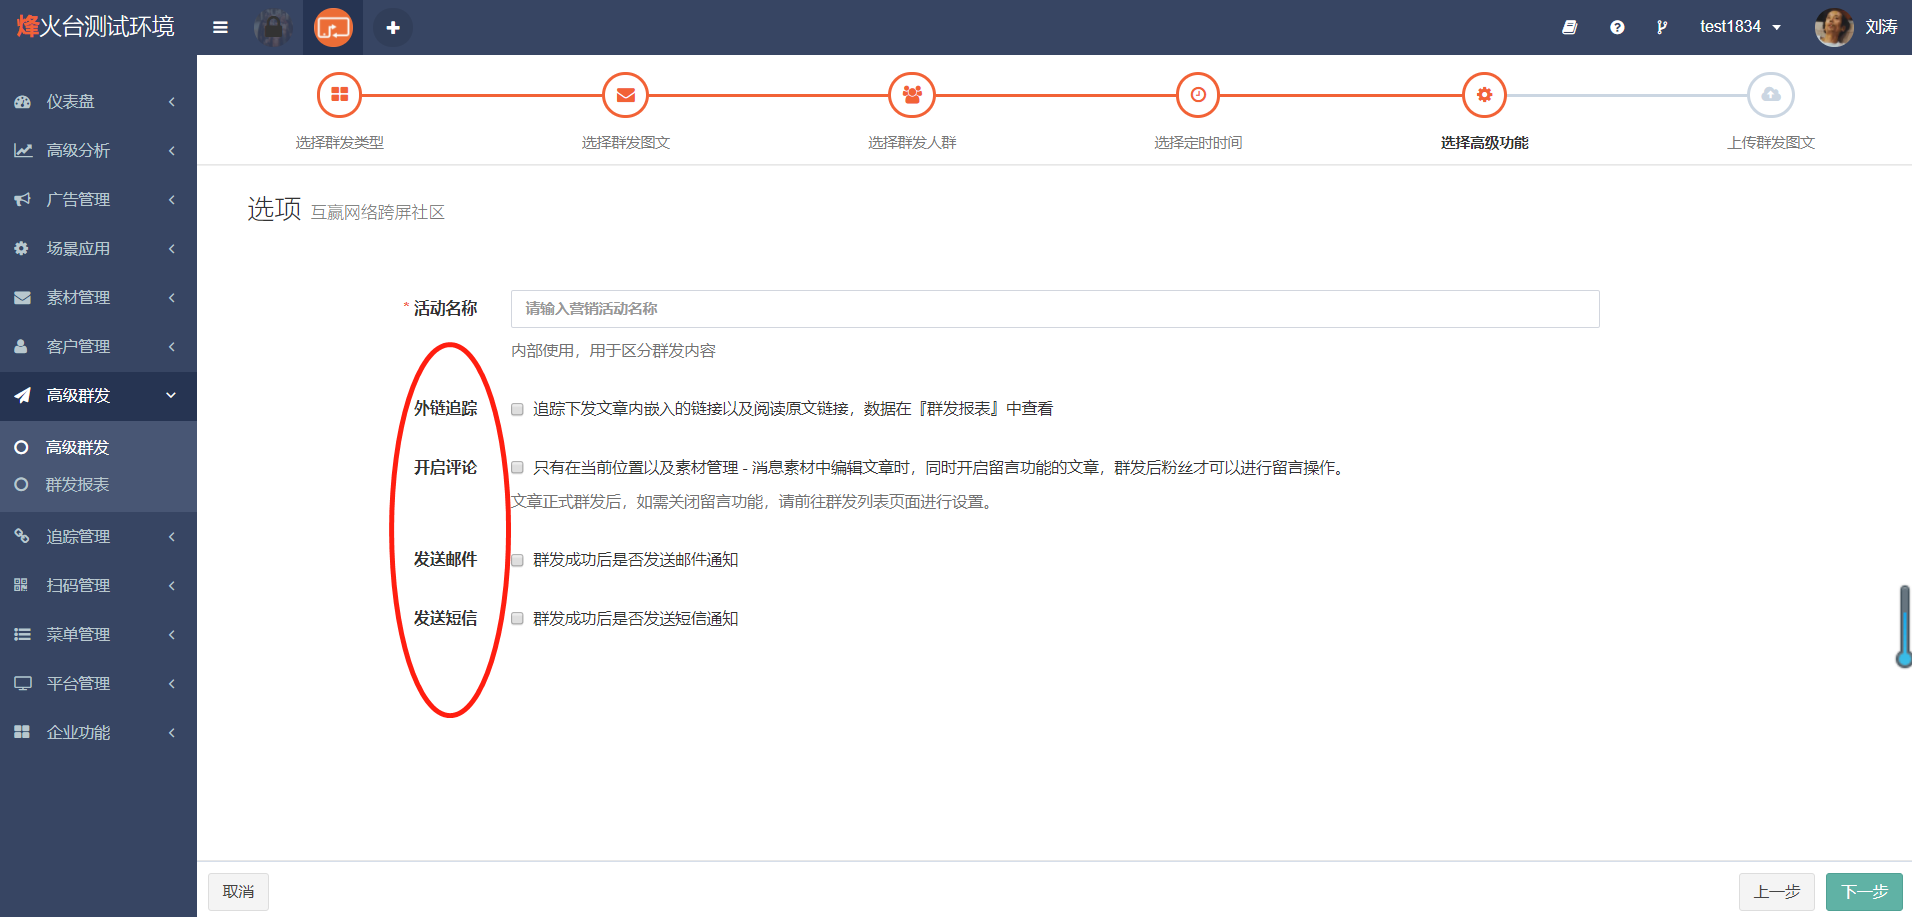 烽火台测试环境
test1834
刘涛
仪表盘
高级分析
广告管理
场景应用
素材管理
客户管理
高级群发
高级群发
群发报表
追踪管理
扫码管理
菜单管理
平台管理
企业功能
选择群发类型
选择群发图文
选择群发人群
选择定时时间
选择高级功能
上传群发图文
选项 互赢网络跨屏社区
* 活动名称 请输入营销活动名称
内部使用，用于区分群发内容
外链追踪 追踪下发文章内嵌入的链接以及阅读原文链接，数据在『群发报表』中查看
开启评论 只有在当前位置以及素材管理 - 消息素材中编辑文章时，同时开启留言功能的文章，群发后粉丝才可以进行留言操作。
文章正式群发后，如需关闭留言功能，请前往群发列表页面进行设置。
发送邮件 群发成功后是否发送邮件通知
发送短信 群发成功后是否发送短信通知
取消
上一步
下一步